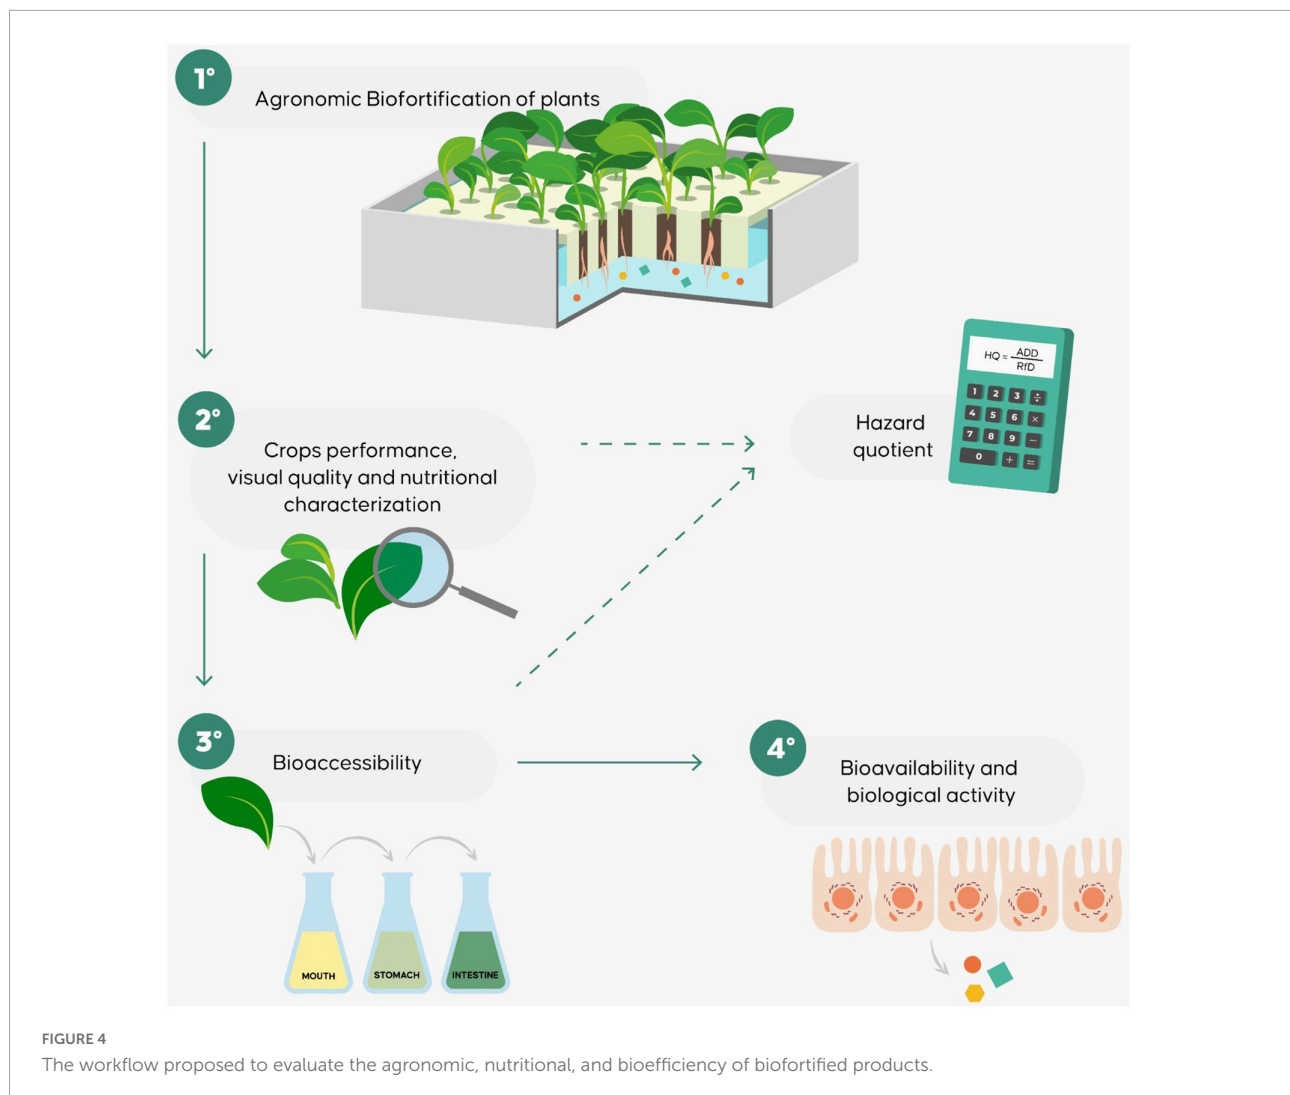 1°
Agronomic Biofortification of plants
HQ = ADD
RfD
1 2 3 ÷
4 5 6 ×
7 8 9 −
0 + =
Hazard
quotient
2°
Crops performance,
visual quality and nutritional
characterization
3°
Bioaccessibility
4°
Bioavailability and
biological activity
MOUTH
STOMACH
INTESTINE
FIGURE 4
The workflow proposed to evaluate the agronomic, nutritional, and bioefficiency of biofortified products.